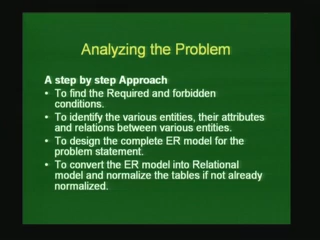 Analyzing the Problem
A step by step Approach
• To find the Required and forbidden
conditions.
• To identify the various entities, their attributes
and relations between various entities.
• To design the complete ER model for the
problem statement.
• To convert the ER model into Relational
model and normalize the tables if not already
normalized.